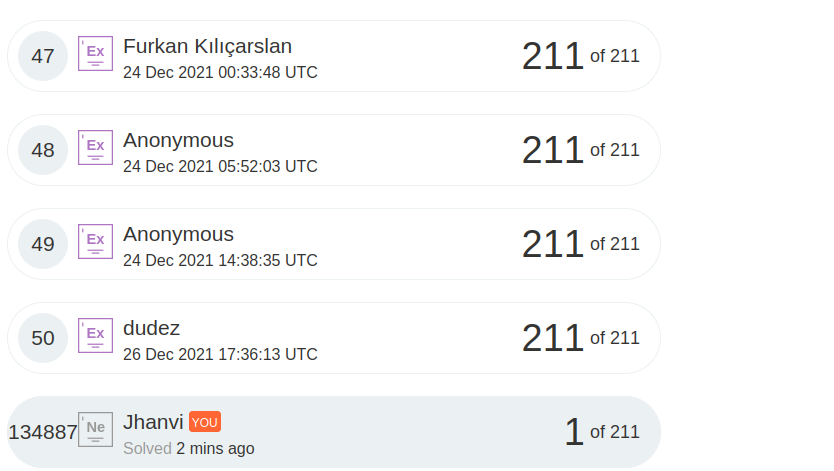 47 Ex Furkan Kılıçarslan 211 of 211
24 Dec 2021 00:33:48 UTC
48 Ex Anonymous 211 of 211
24 Dec 2021 05:52:03 UTC
49 Ex Anonymous 211 of 211
24 Dec 2021 14:38:35 UTC
50 Ex dudez 211 of 211
26 Dec 2021 17:36:13 UTC
134887 Ne Jhanvi YOU 1 of 211
Solved 2 mins ago